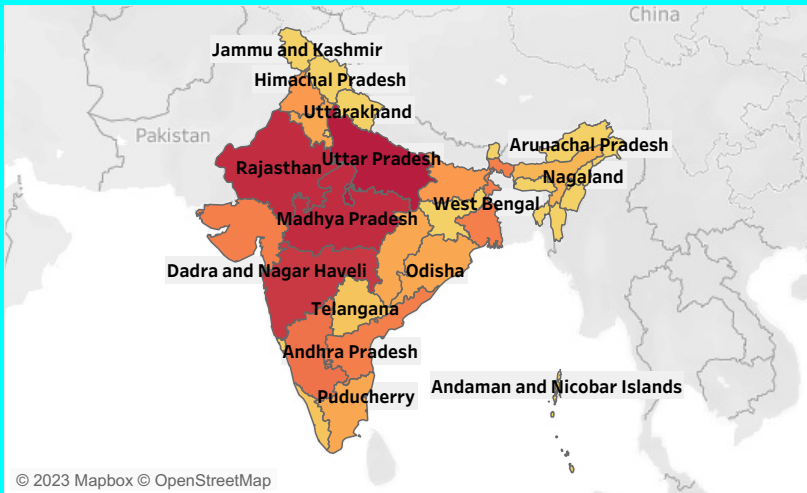 China
Jammu and Kashmir
Himachal Pradesh
Uttarakhand
Pakistan
Arunachal Pradesh
Uttar Pradesh
Rajasthan
Nagaland
West Bengal
Madhya Pradesh
Dadra and Nagar Haveli
Odisha
Telangana
Andhra Pradesh
Andaman and Nicobar Islands
Puducherry
© 2023 Mapbox © OpenStreetMap